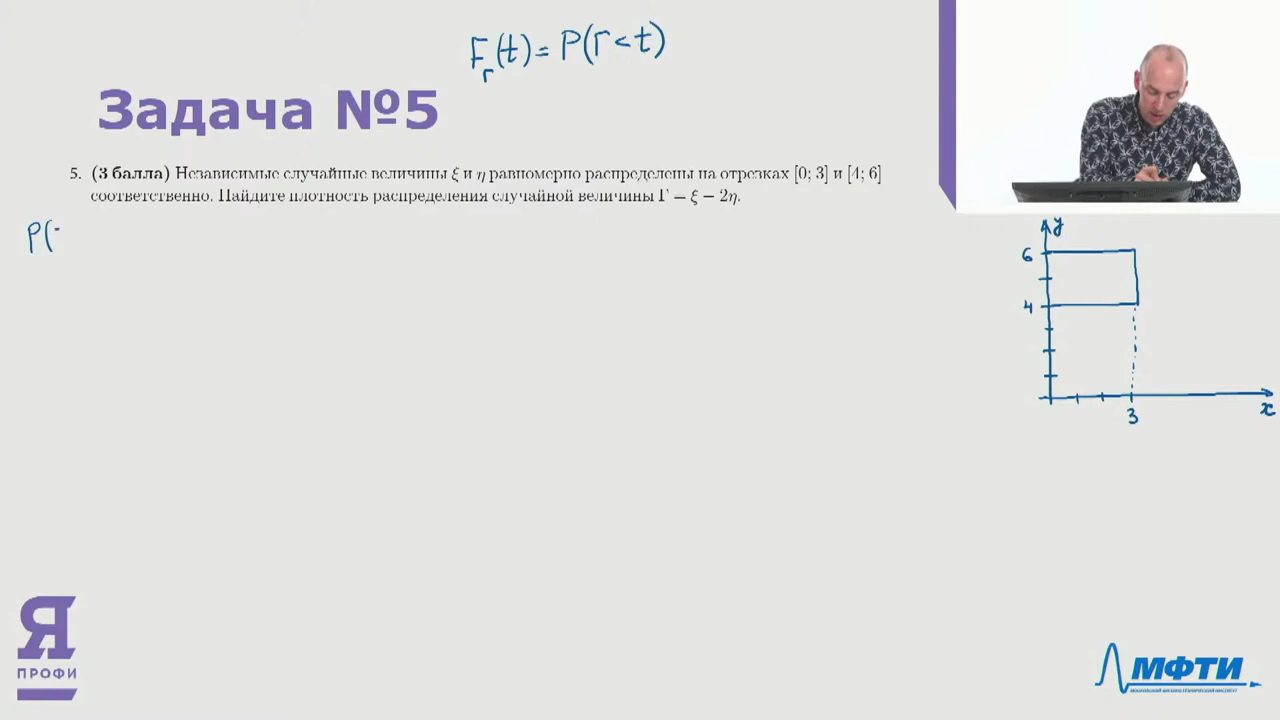 F_Γ(t) = P(Γ < t)
Задача №5
5. (3 балла) Независимые случайные величины ξ и η равномерно распределены на отрезках [0; 3] и [4; 6]
соответственно. Найдите плотность распределения случайной величины Γ = ξ − 2η.
P(
y
6
4
3
x
Я
ПРОФИ
МФТИ